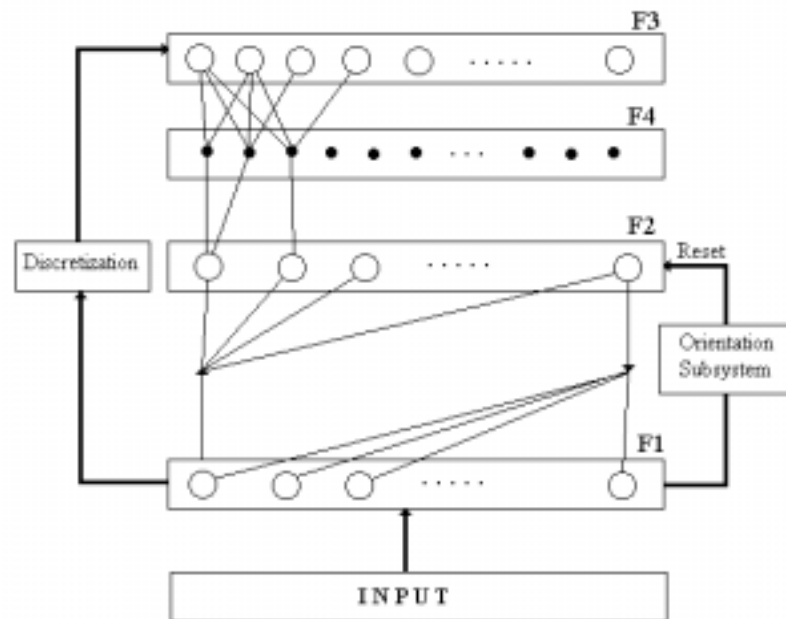 F3
F4
F2
Discretization
Reset
Orientation
Subsystem
F1
INPUT